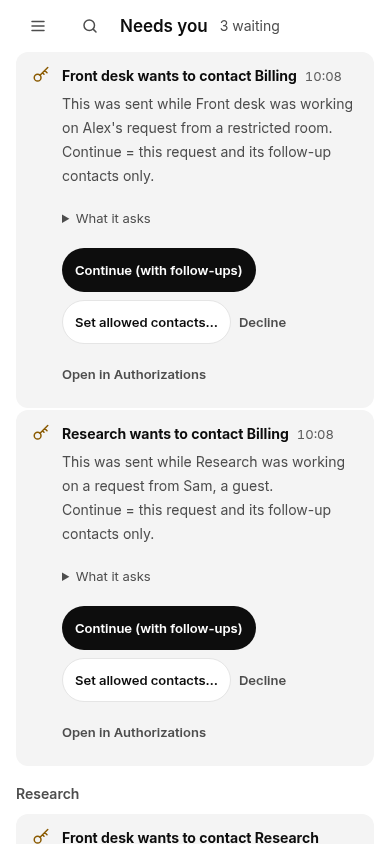 Needs you 3 waiting
Front desk wants to contact Billing 10:08
This was sent while Front desk was working
on Alex's request from a restricted room.
Continue = this request and its follow-up
contacts only.
What it asks
Continue (with follow-ups)
Set allowed contacts... Decline
Open in Authorizations
Research wants to contact Billing 10:08
This was sent while Research was working
on a request from Sam, a guest.
Continue = this request and its follow-up
contacts only.
What it asks
Continue (with follow-ups)
Set allowed contacts... Decline
Open in Authorizations
Research
Front desk wants to contact Research